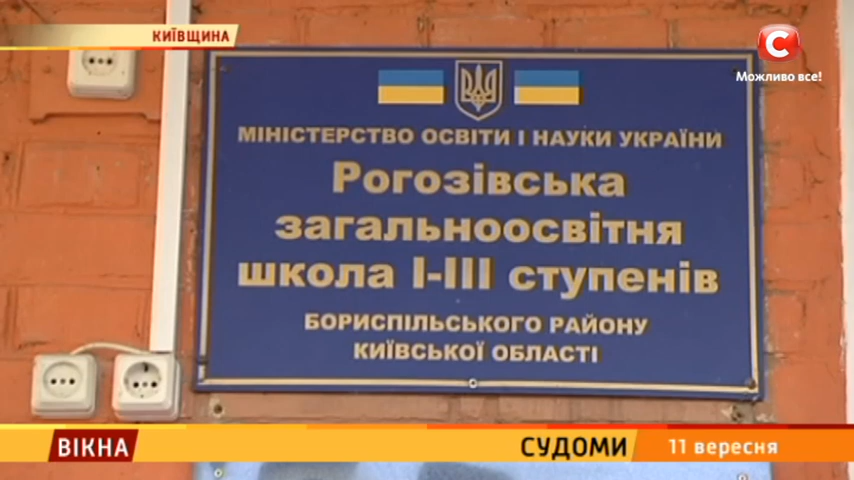 КИЇВЩИНА
С
Можливо все!
МІНІСТЕРСТВО ОСВІТИ І НАУКИ УКРАЇНИ
Рогозівська
загальноосвітня
школа І-ІІІ ступенів
БОРИСПІЛЬСЬКОГО РАЙОНУ
КИЇВСЬКОЇ ОБЛАСТІ
ВІКНА
СУДОМИ
11 вересня